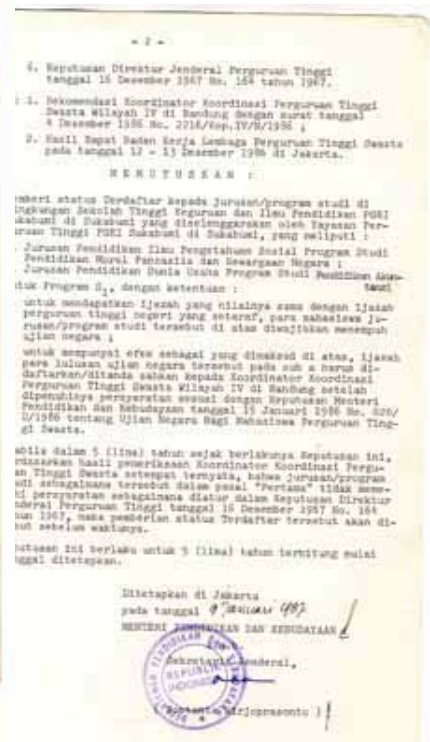 - 2 -
6. Keputusan Direktur Jenderal Perguruan Tinggi
tanggal 16 Desember 1967 No. 164 tahun 1967.
: 1. Rekomendasi Koordinator Koordinasi Perguruan Tinggi
Swasta Wilayah IV di Bandung dengan surat tanggal
4 Desember 1986 No. 2216/Kop.IV/N/1986 ;
2. Hasil Rapat Badan Kerja Lembaga Perguruan Tinggi Swasta
pada tanggal 12 - 13 Desember 1986 di Jakarta.
M E M U T U S K A N :
emberi status Terdaftar kepada jurusan/program studi di
ingkungan Sekolah Tinggi Keguruan dan Ilmu Pendidikan PGRI
ukabumi di Sukabumi yang diselenggarakan oleh Yayasan Per-
uruan Tinggi PGRI Sukabumi di Sukabumi, yang meliputi :
Jurusan Pendidikan Ilmu Pengetahuan Sosial Program Studi
Pendidikan Moral Pancasila dan Kewargaan Negara ;
Jurusan Pendidikan Dunia Usaha Program Studi Pendidikan Akun-
tansi
tuk Program S1, dengan ketentuan :
untuk mendapatkan ijazah yang nilainya sama dengan ijazah
perguruan tinggi negeri yang setaraf, para mahasiswa ju-
rusan/program studi tersebut di atas diwajibkan menempuh
ujian negara ;
untuk mempunyai efek sebagai yang dimaksud di atas, ijazah
para lulusan ujian negara tersebut pada sub a harus di-
daftarkan/ditanda sahkan kepada Koordinator Koordinasi
Perguruan Tinggi Swasta Wilayah IV di Bandung setelah
dipenuhinya persyaratan sesuai dengan Keputusan Menteri
Pendidikan dan Kebudayaan tanggal 15 Januari 1986 No. 020/
U/1986 tentang Ujian Negara Bagi Mahasiswa Perguruan Ting-
gi Swasta.
abila dalam 5 (lima) tahun sejak berlakunya Keputusan ini,
rdasarkan hasil pemeriksaan Koordinator Koordinasi Pergu-
an Tinggi Swasta setempat ternyata, bahwa jurusan/program
udi sebagaimana tersebut dalam pasal "Pertama" tidak meme-
hi persyaratan sebagaimana diatur dalam Keputusan Direktur
nderal Perguruan Tinggi tanggal 16 Desember 1967 No. 164
hun 1967, maka pemberian status Terdaftar tersebut akan di-
but sebelum waktunya.
putusan ini berlaku untuk 5 (lima) tahun terhitung mulai
nggal ditetapkan.
Ditetapkan di Jakarta
pada tanggal 9 Januari 1987
MENTERI PENDIDIKAN DAN KEBUDAYAAN
Sekretaris Jenderal,
REPUBLIK
INDONESIA